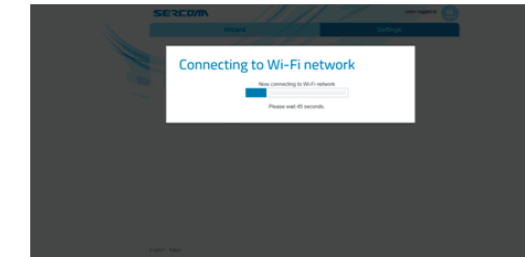 SERCOMM
Wizard
Settings
Connecting to Wi-Fi network
Now connecting to Wi-Fi network
Please wait 45 seconds.